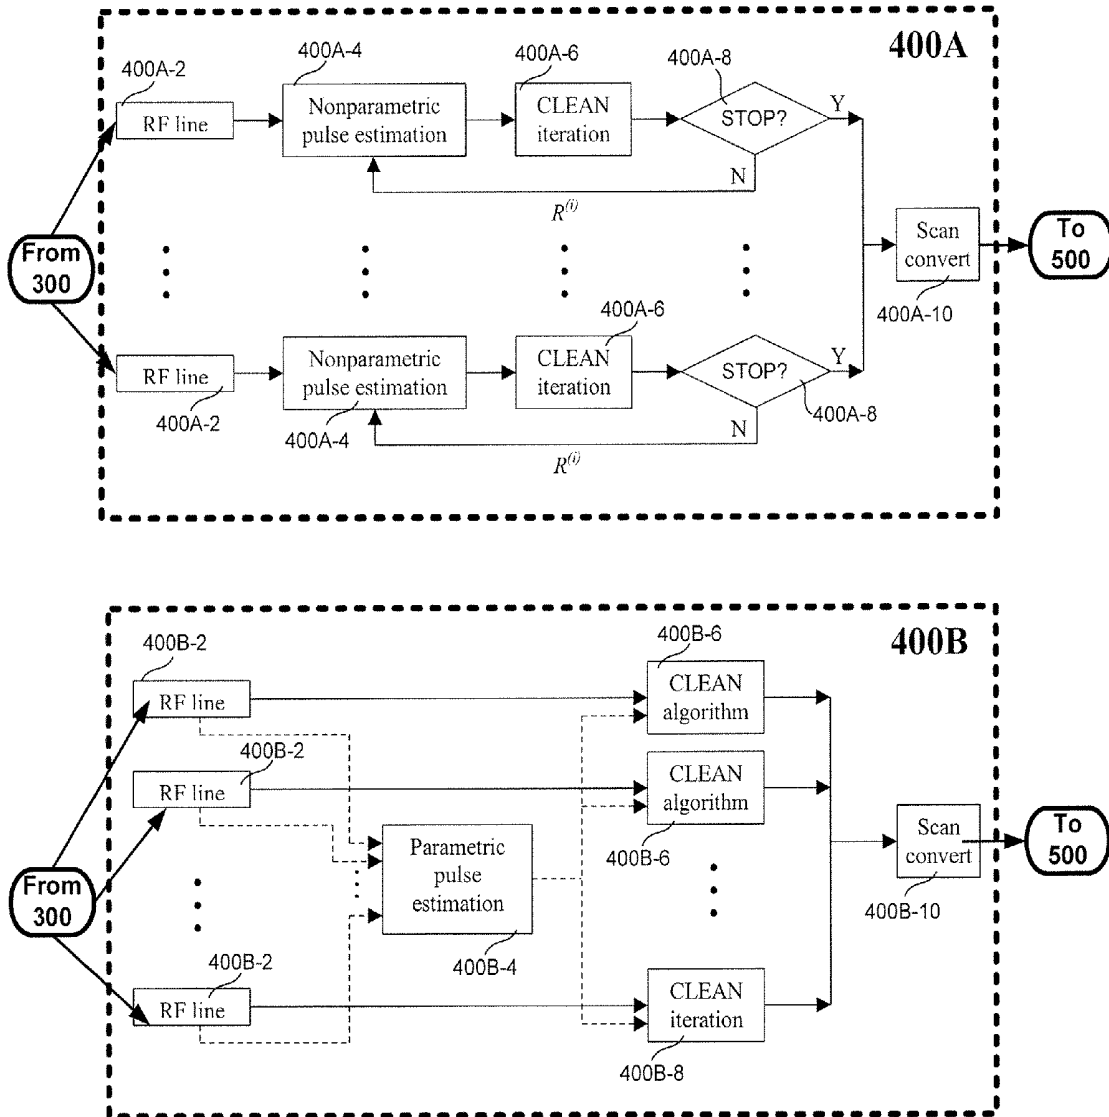 400A
400A-2
400A-4
400A-6
400A-8
RF line
Nonparametric
pulse estimation
CLEAN
iteration
STOP?
Y
N
R(i)
From
300
Scan
convert
To
500
400A-10
400A-6
RF line
Nonparametric
pulse estimation
CLEAN
iteration
STOP?
Y
400A-2
400A-4
400A-8
N
R(i)
400B
400B-2
400B-6
RF line
CLEAN
algorithm
400B-2
RF line
CLEAN
algorithm
400B-6
Parametric
pulse
estimation
400B-4
From
300
Scan
convert
To
500
400B-10
400B-2
RF line
CLEAN
iteration
400B-8